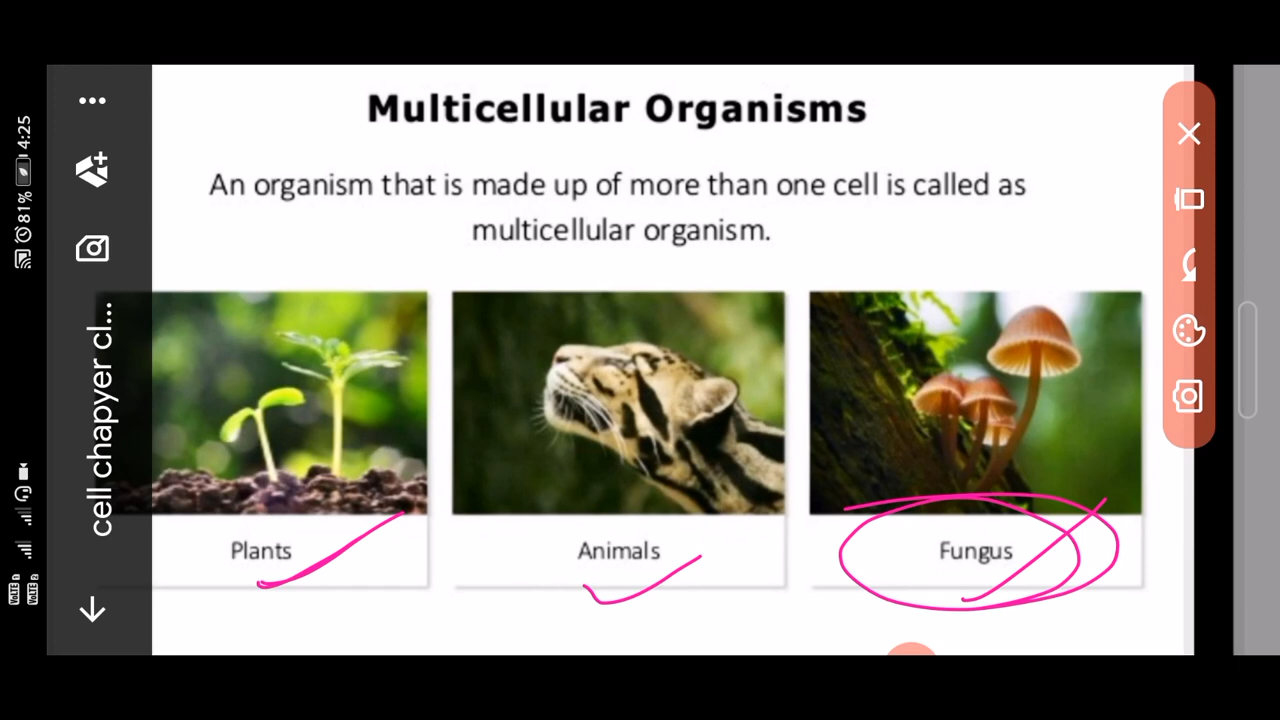 4:25
81%
cell chapyer cl...
Multicellular Organisms
An organism that is made up of more than one cell is called as
multicellular organism.
Plants
Animals
Fungus